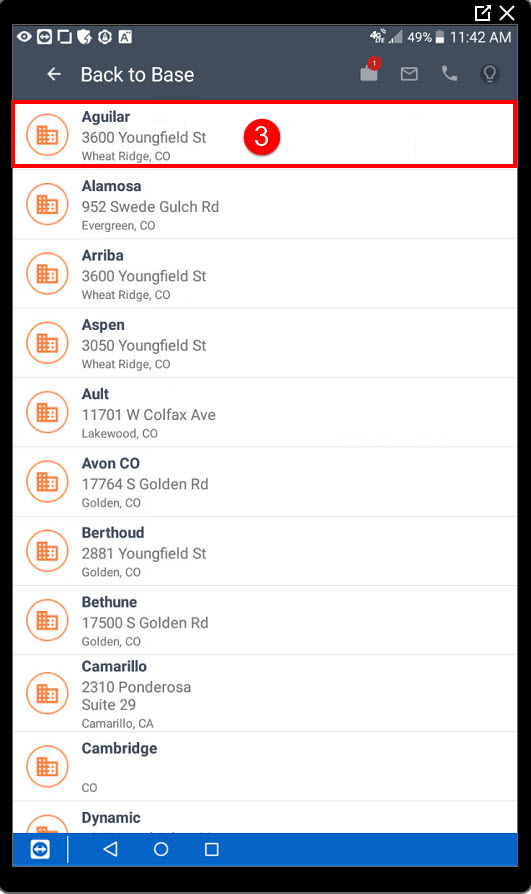 49% 11:42 AM
Back to Base
1
Aguilar
3600 Youngfield St
Wheat Ridge, CO
3
Alamosa
952 Swede Gulch Rd
Evergreen, CO
Arriba
3600 Youngfield St
Wheat Ridge, CO
Aspen
3050 Youngfield St
Wheat Ridge, CO
Ault
11701 W Colfax Ave
Lakewood, CO
Avon CO
17764 S Golden Rd
Golden, CO
Berthoud
2881 Youngfield St
Golden, CO
Bethune
17500 S Golden Rd
Golden, CO
Camarillo
2310 Ponderosa
Suite 29
Camarillo, CA
Cambridge
CO
Dynamic